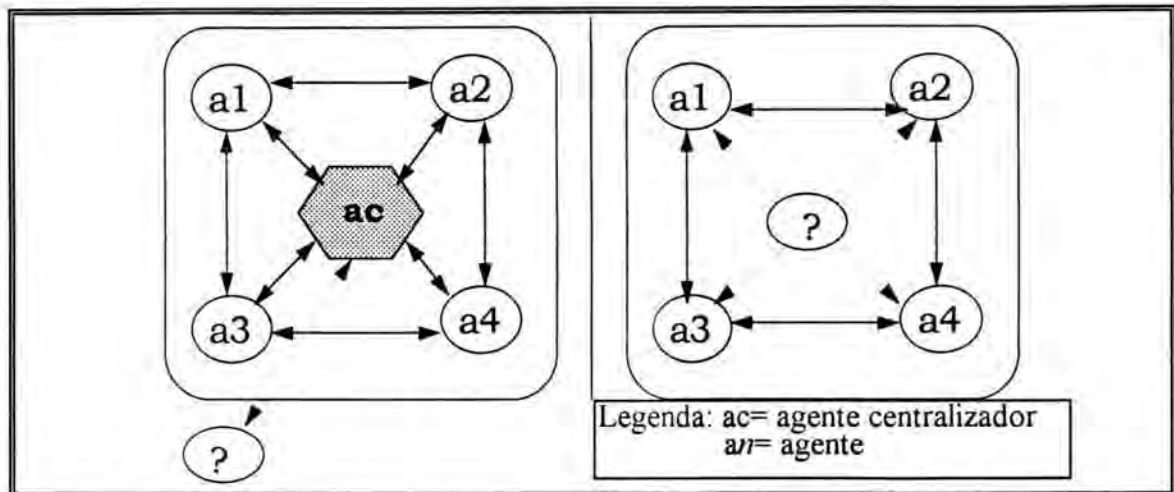 a1 a2
ac
a3 a4
?
a1 a2
?
a3 a4
Legenda: ac= agente centralizador
an= agente